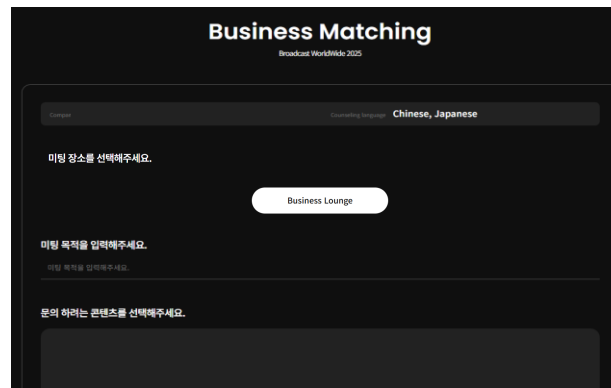 Business Matching
Broadcast WorldWide 2025
Compan
Counseling language Chinese, Japanese
미팅 장소를 선택해주세요.
Business Lounge
미팅 목적을 입력해주세요.
미팅 목적을 입력해주세요.
문의 하려는 콘텐츠를 선택해주세요.